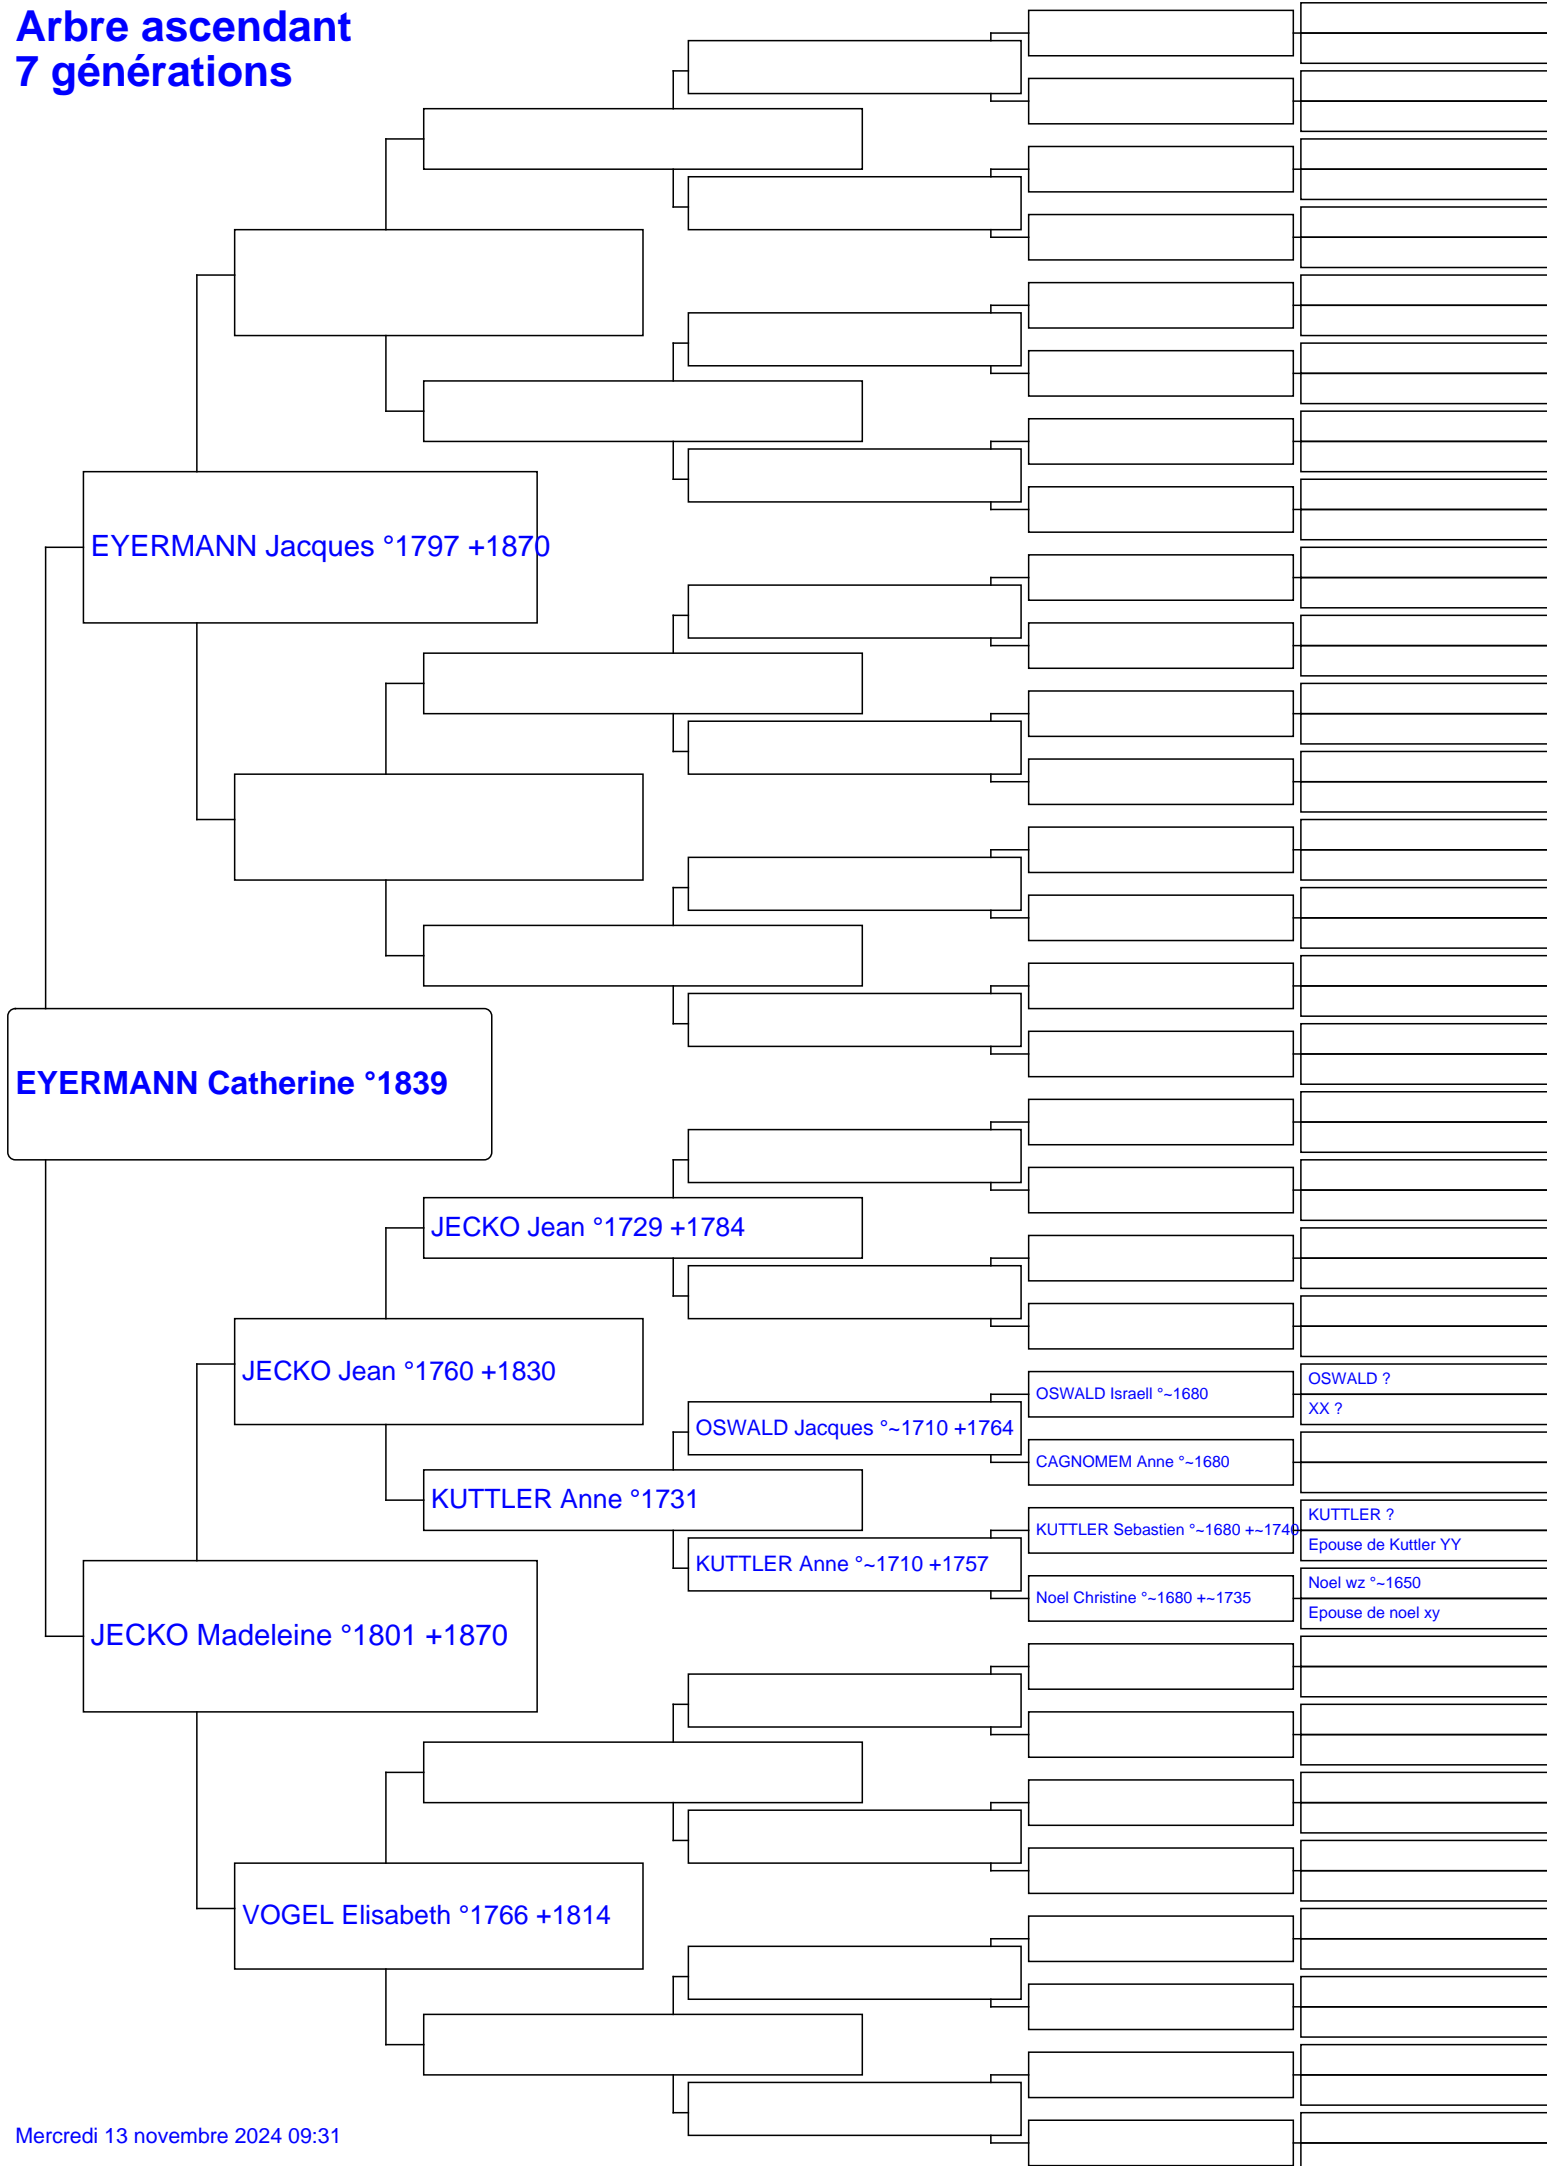 Arbre ascendant
7 générations
EYERMANN Jacques °1797 +1870
EYERMANN Catherine °1839
JECKO Jean °1729 +1784
JECKO Jean °1760 +1830
OSWALD ?
OSWALD Israell °~1680
XX ?
OSWALD Jacques °~1710 +1764
CAGNOMEM Anne °~1680
KUTTLER Anne °1731
KUTTLER ?
KUTTLER Sebastien °~1680 +~1740
Epouse de Kuttler YY
KUTTLER Anne °~1710 +1757
Noel wz °~1650
Noel Christine °~1680 +~1735
Epouse de noel xy
JECKO Madeleine °1801 +1870
VOGEL Elisabeth °1766 +1814
Mercredi 13 novembre 2024 09:31